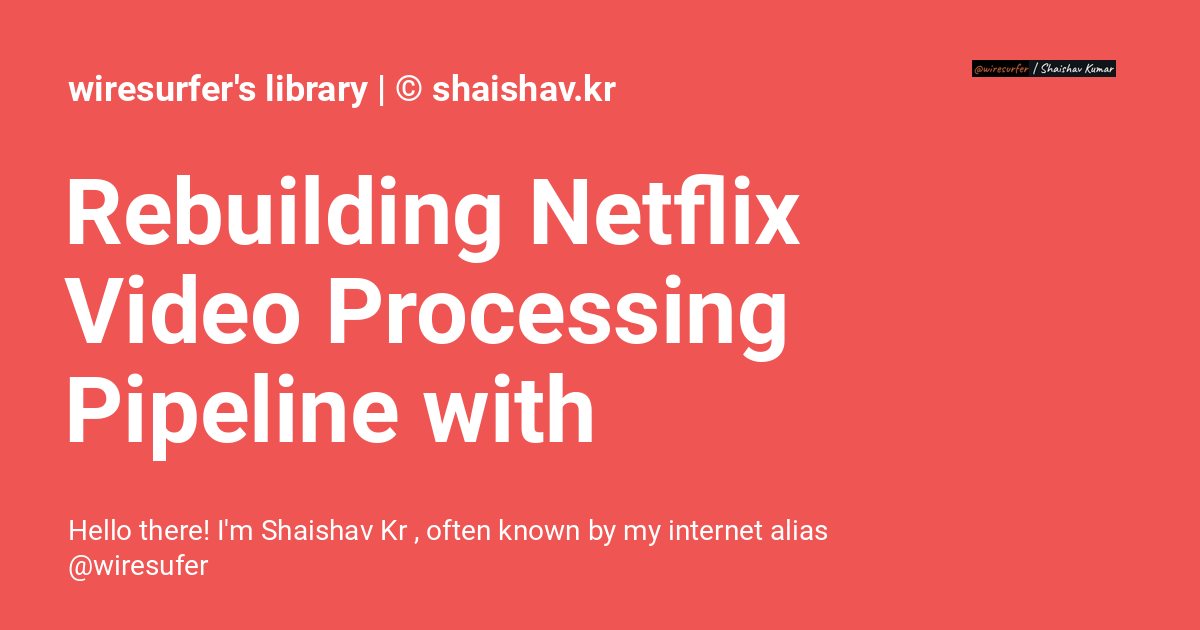 wiresurfer's library | © shaishav.kr
@wiresurfer | Shaishav Kumar
Rebuilding Netflix
Video Processing
Pipeline with
Hello there! I'm Shaishav Kr , often known by my internet alias
@wiresufer